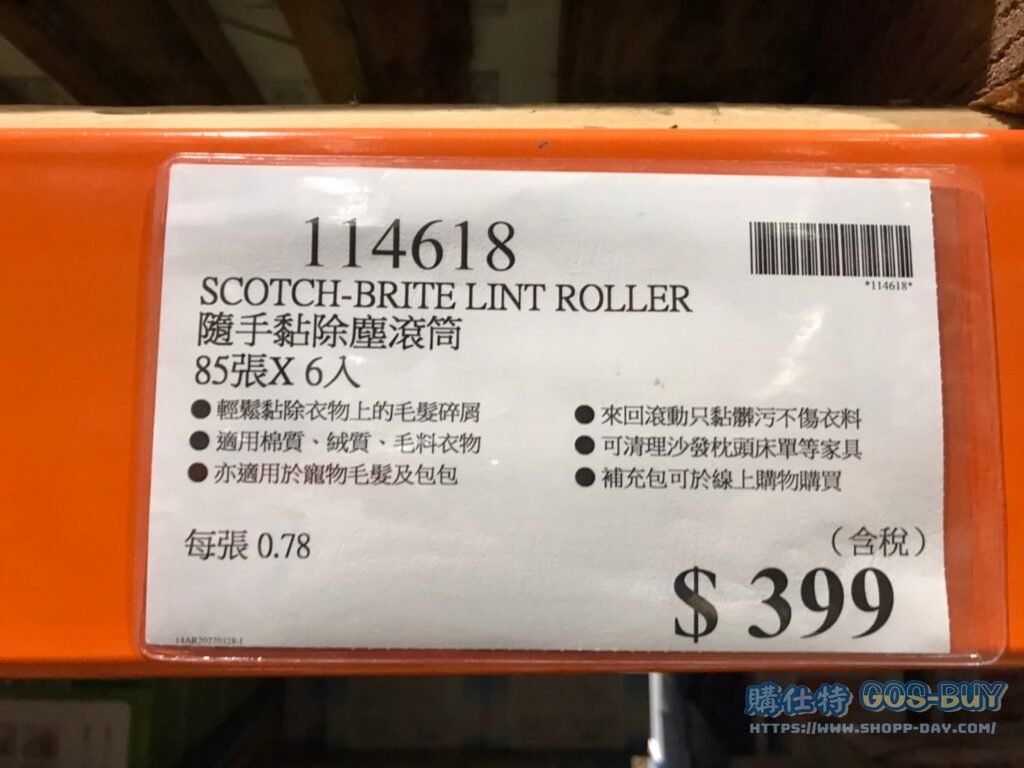 114618
*114618*
SCOTCH-BRITE LINT ROLLER
隨手黏除塵滾筒
85張X 6入
●輕鬆黏除衣物上的毛髮碎屑
●適用棉質、絨質、毛料衣物
●亦適用於寵物毛髮及包包
●來回滾動只黏髒污不傷衣料
●可清理沙發枕頭床單等家具
●補充包可於線上購物購買
每張 0.78
（含稅）
$ 399
14AR20220328-1
購仕特 GOS-BUY
HTTPS://WWW.SHOPP-DAY.COM/